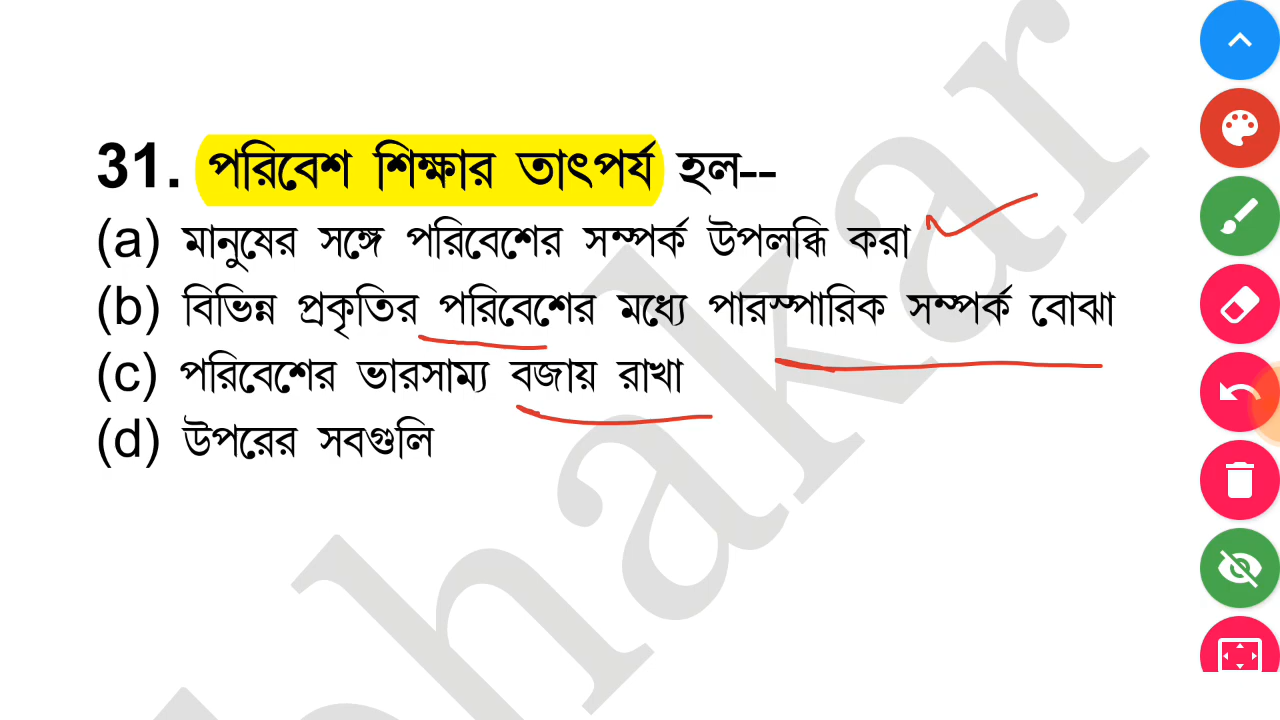 31. পরিবেশ শিক্ষার তাৎপর্য হল--
(a) মানুষের সঙ্গে পরিবেশের সম্পর্ক উপলব্ধি করা
(b) বিভিন্ন প্রকৃতির পরিবেশের মধ্যে পারস্পারিক সম্পর্ক বোঝা
(c) পরিবেশের ভারসাম্য বজায় রাখা
(d) উপরের সবগুলি